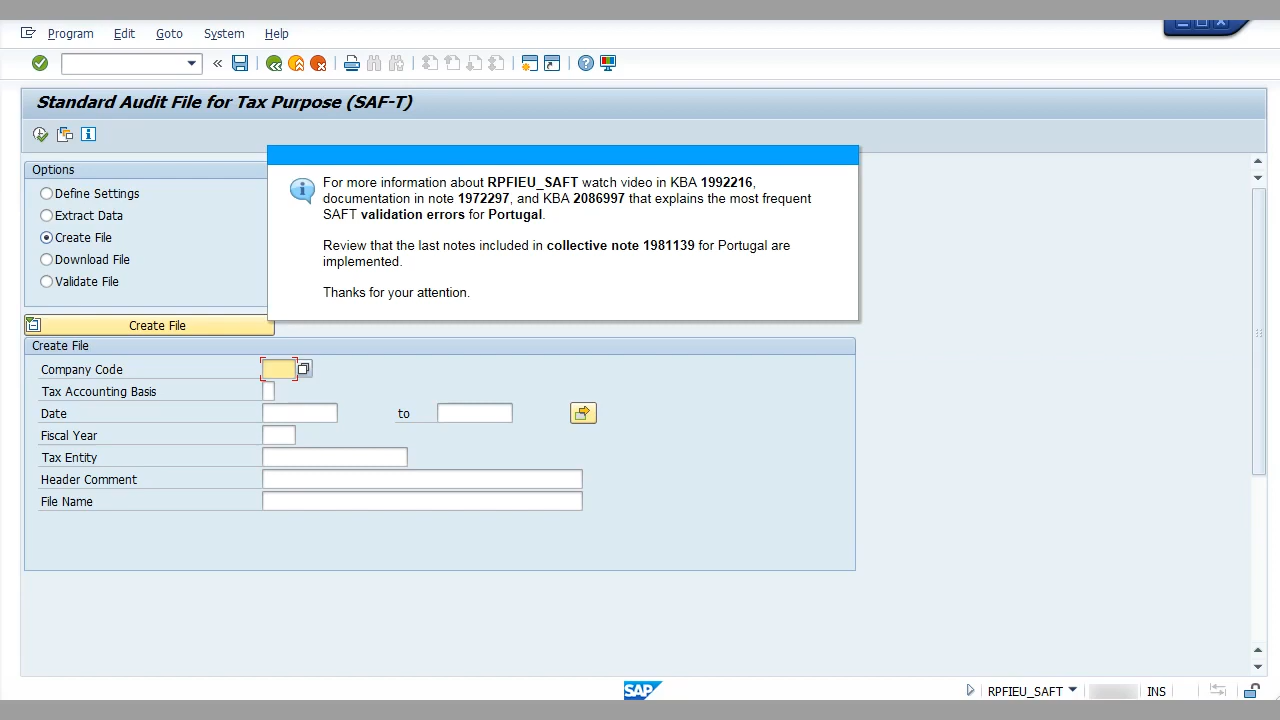 Program Edit Goto System Help
Standard Audit File for Tax Purpose (SAF-T)
Options
Define Settings
Extract Data
Create File
Download File
Validate File
For more information about RPFIEU_SAFT watch video in KBA 1992216,
documentation in note 1972297, and KBA 2086997 that explains the most frequent
SAFT validation errors for Portugal.
Review that the last notes included in collective note 1981139 for Portugal are
implemented.
Thanks for your attention.
Create File
Create File
Company Code
Tax Accounting Basis
Date to
Fiscal Year
Tax Entity
Header Comment
File Name
SAP RPFIEU_SAFT INS